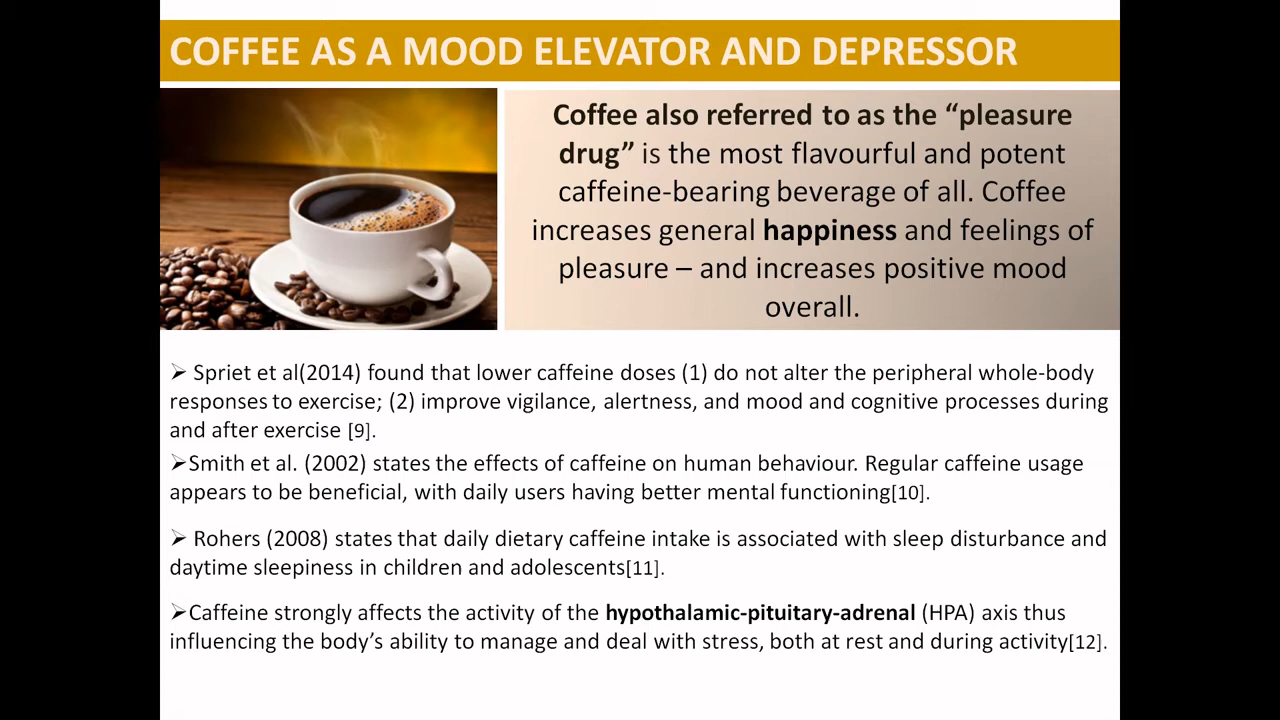 COFFEE AS A MOOD ELEVATOR AND DEPRESSOR
Coffee also referred to as the “pleasure
drug” is the most flavourful and potent
caffeine-bearing beverage of all. Coffee
increases general happiness and feelings of
pleasure – and increases positive mood
overall.
➢ Spriet et al(2014) found that lower caffeine doses (1) do not alter the peripheral whole-body
responses to exercise; (2) improve vigilance, alertness, and mood and cognitive processes during
and after exercise [9].
➢Smith et al. (2002) states the effects of caffeine on human behaviour. Regular caffeine usage
appears to be beneficial, with daily users having better mental functioning[10].
➢ Rohers (2008) states that daily dietary caffeine intake is associated with sleep disturbance and
daytime sleepiness in children and adolescents[11].
➢Caffeine strongly affects the activity of the hypothalamic-pituitary-adrenal (HPA) axis thus
influencing the body’s ability to manage and deal with stress, both at rest and during activity[12].